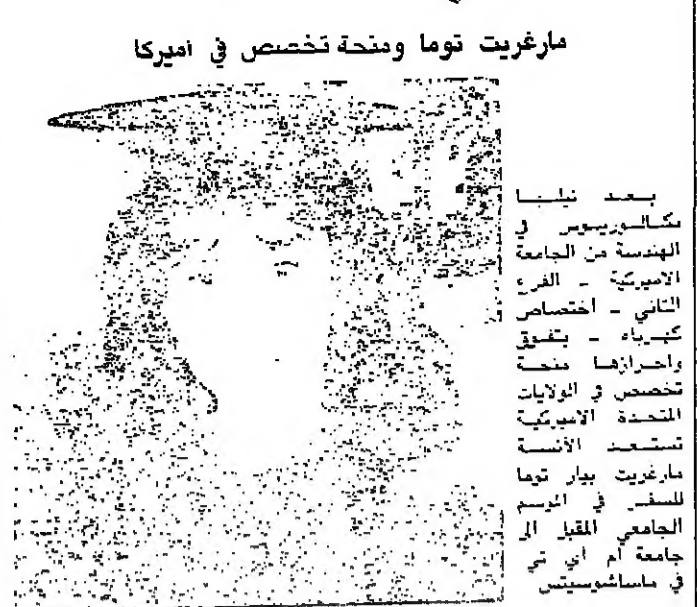 مارغريت توما ومنحة تخصص في اميركا
بعد نيلها
بكالوريوس في
الهندسة من الجامعة
الاميركية - الفرع
الثاني - اختصاص
كهرباء - بتفوق
واحرازها منحة
تخصص في الولايات
المتحدة الاميركية
تستعد الآنسة
مارغريت بيار توما
للسفر في الموسم
الجامعي المقبل الى
جامعة ام اي تي
في ماساشوسيتس